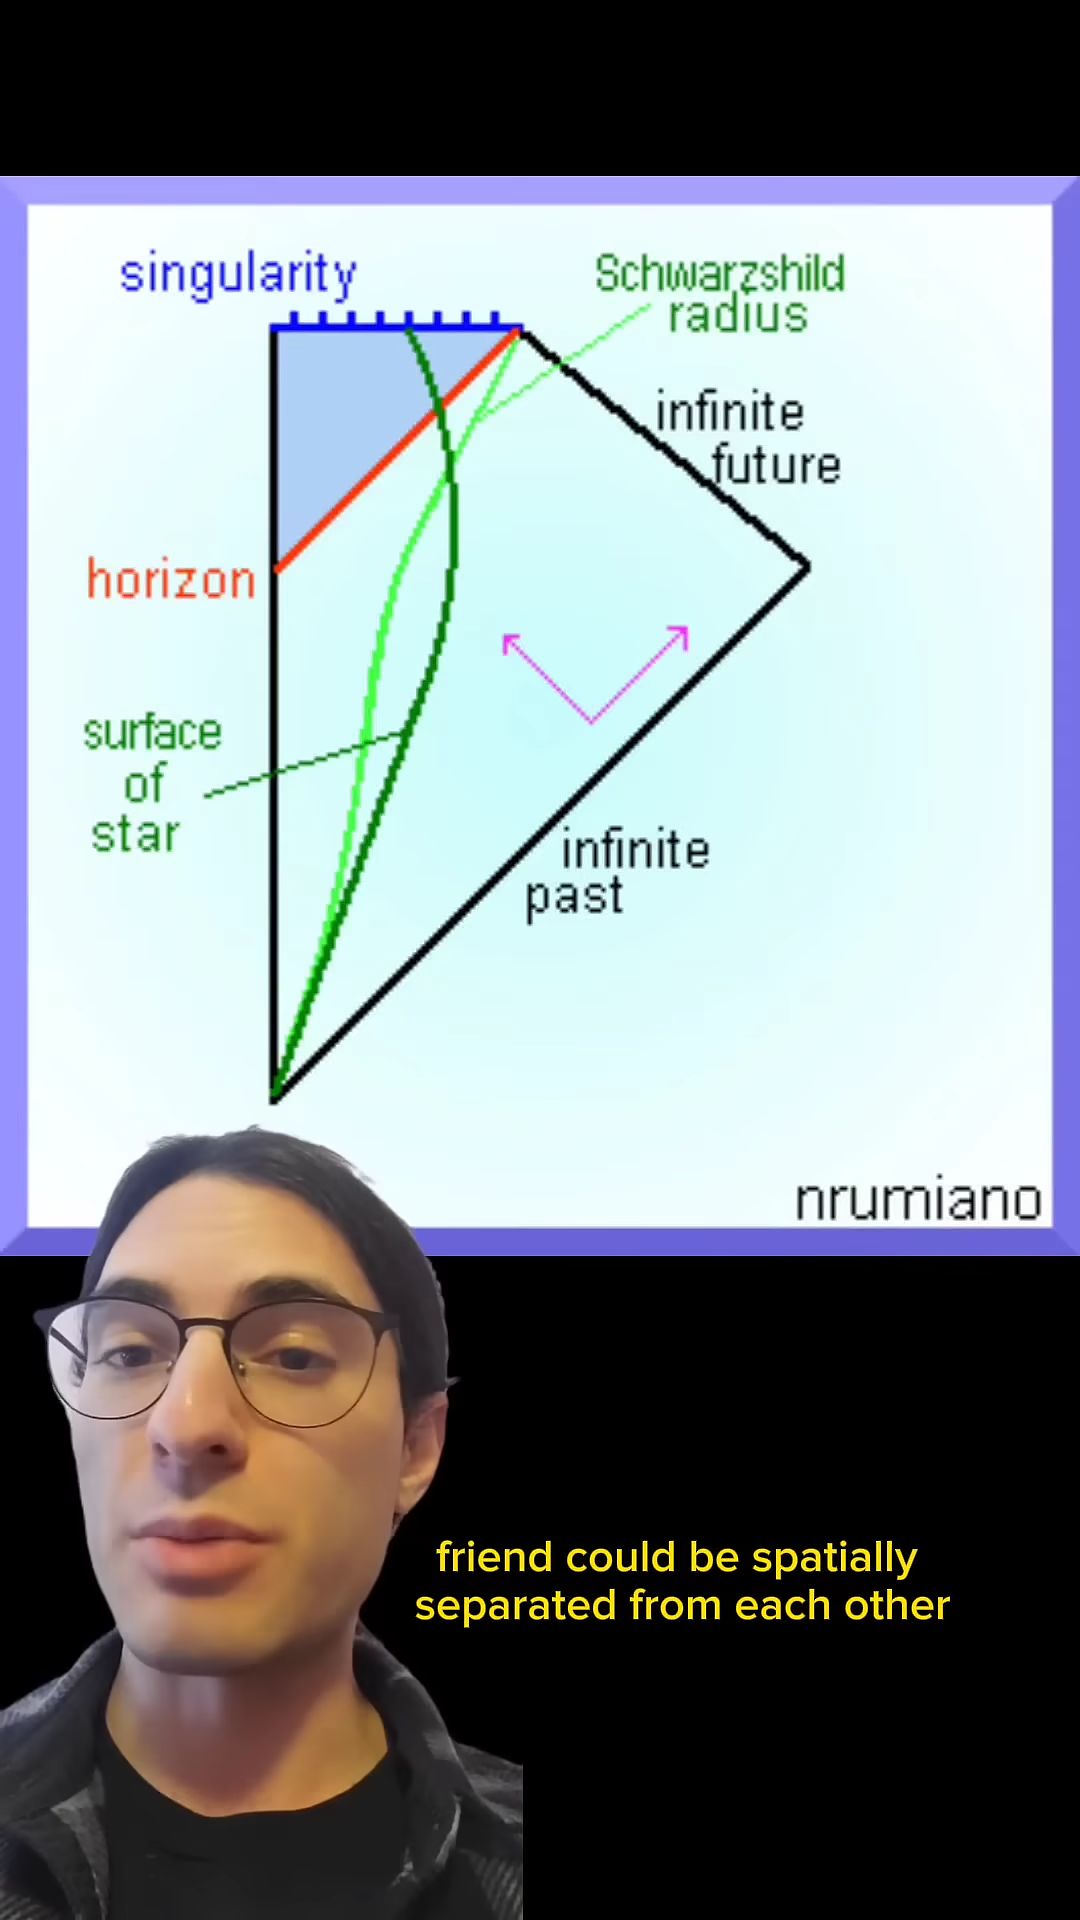 singularity
Schwarzshild
radius
infinite
future
horizon
surface
of
star
infinite
past
nrumiano
friend could be spatially
separated from each other